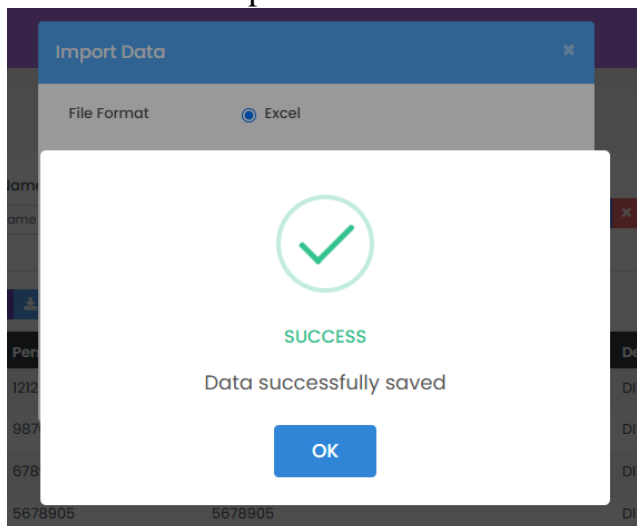 Import Data
File Format Excel
SUCCESS
Data successfully saved
OK
5678905 5678905